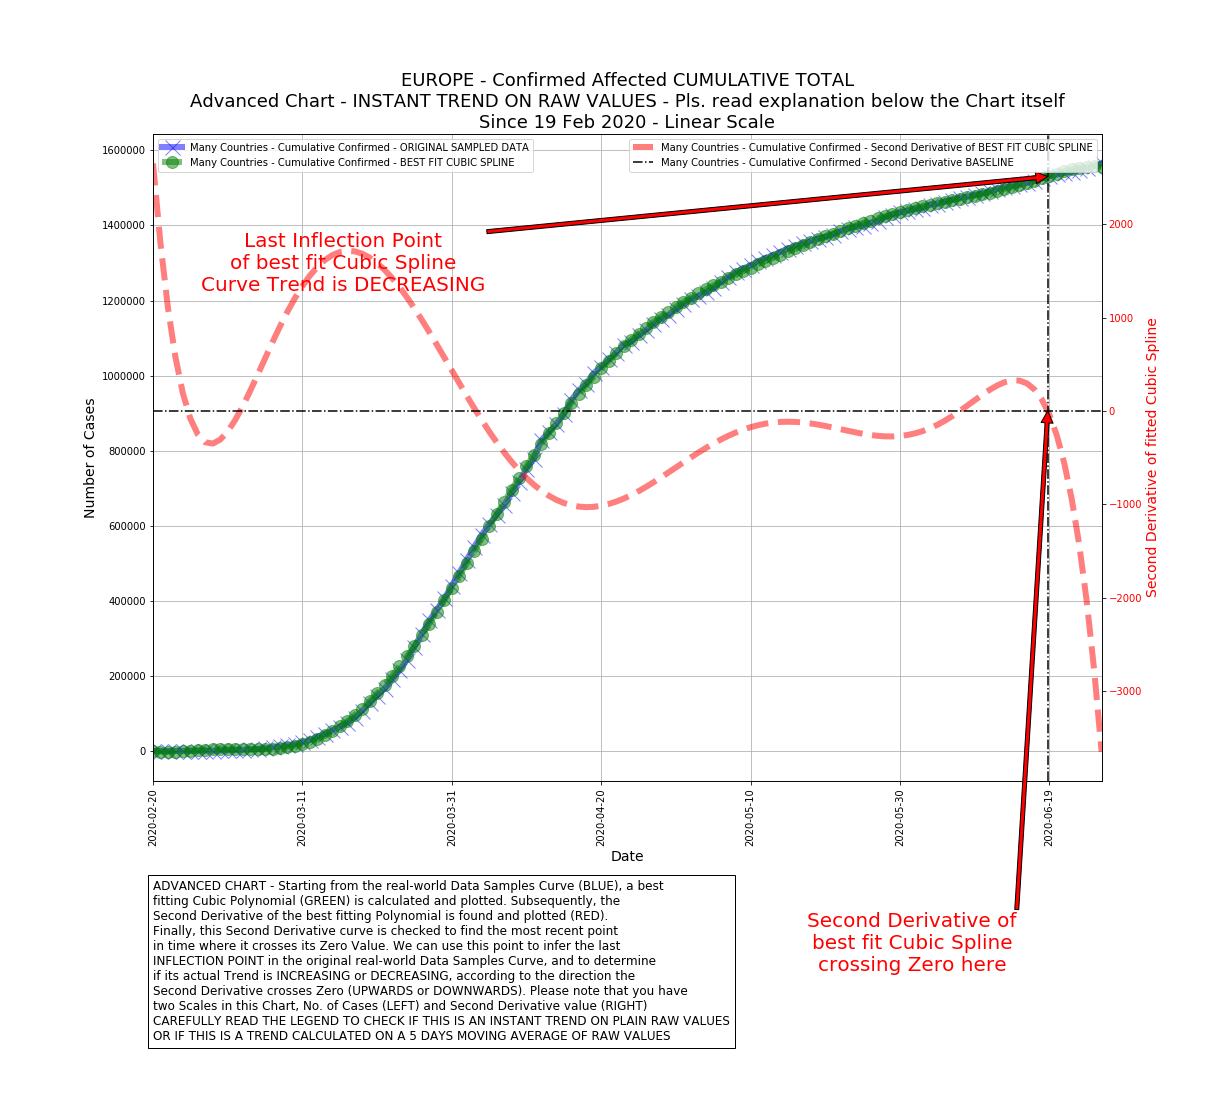 EUROPE - Confirmed Affected CUMULATIVE TOTAL
Advanced Chart - INSTANT TREND ON RAW VALUES - Pls. read explanation below the Chart itself
Since 19 Feb 2020 - Linear Scale
Many Countries - Cumulative Confirmed - ORIGINAL SAMPLED DATA
Many Countries - Cumulative Confirmed - BEST FIT CUBIC SPLINE
Many Countries - Cumulative Confirmed - Second Derivative of BEST FIT CUBIC SPLINE
Many Countries - Cumulative Confirmed - Second Derivative BASELINE
Last Inflection Point
of best fit Cubic Spline
Curve Trend is DECREASING
Number of Cases
1600000
1400000
1200000
1000000
800000
600000
400000
200000
0
2000
1000
0
−1000
−2000
−3000
Second Derivative of fitted Cubic Spline
2020-02-20
2020-03-11
2020-03-31
2020-04-20
2020-05-10
2020-05-30
2020-06-19
Date
Second Derivative of
best fit Cubic Spline
crossing Zero here
ADVANCED CHART - Starting from the real-world Data Samples Curve (BLUE), a best
fitting Cubic Polynomial (GREEN) is calculated and plotted. Subsequently, the
Second Derivative of the best fitting Polynomial is found and plotted (RED).
Finally, this Second Derivative curve is checked to find the most recent point
in time where it crosses its Zero Value. We can use this point to infer the last
INFLECTION POINT in the original real-world Data Samples Curve, and to determine
if its actual Trend is INCREASING or DECREASING, according to the direction the
Second Derivative crosses Zero (UPWARDS or DOWNWARDS). Please note that you have
two Scales in this Chart, No. of Cases (LEFT) and Second Derivative value (RIGHT)
CAREFULLY READ THE LEGEND TO CHECK IF THIS IS AN INSTANT TREND ON PLAIN RAW VALUES
OR IF THIS IS A TREND CALCULATED ON A 5 DAYS MOVING AVERAGE OF RAW VALUES